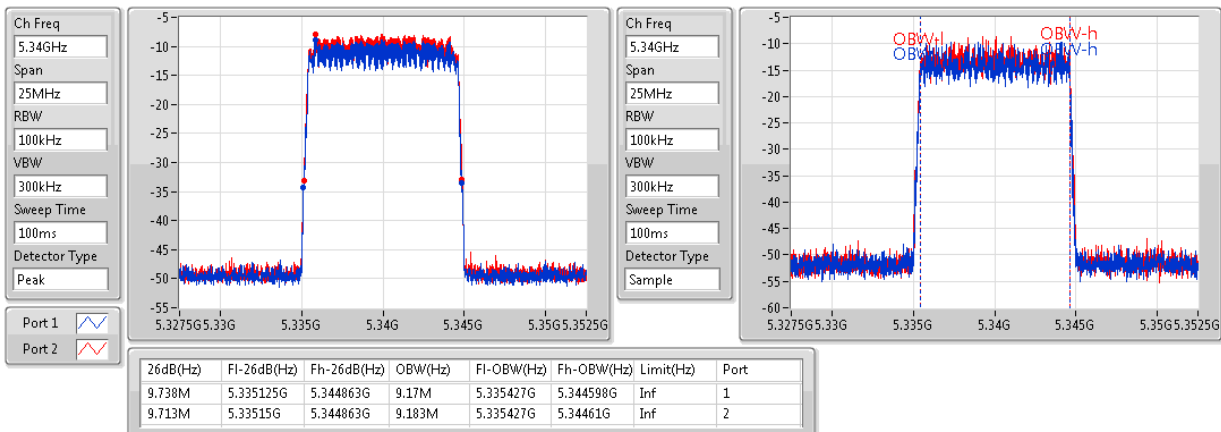 Ch Freq
5.34GHz
Span
25MHz
RBW
100kHz
VBW
300kHz
Sweep Time
100ms
Detector Type
Peak
Port 1
Port 2
-5
-10
-15
-20
-25
-30
-35
-40
-45
-50
-55
5.3275G 5.33G 5.335G 5.34G 5.345G 5.35G 5.3525G
Ch Freq
5.34GHz
Span
25MHz
RBW
100kHz
VBW
300kHz
Sweep Time
100ms
Detector Type
Sample
-5
-10
-15
-20
-25
-30
-35
-40
-45
-50
-55
-60
OBW-h
OBW-h
5.3275G 5.33G 5.335G 5.34G 5.345G 5.35G 5.3525G
26dB(Hz) Fl-26dB(Hz) Fh-26dB(Hz) OBW(Hz) Fl-OBW(Hz) Fh-OBW(Hz) Limit(Hz) Port
9.738M 5.335125G 5.344863G 9.17M 5.335427G 5.344598G Inf 1
9.713M 5.33515G 5.344863G 9.183M 5.335427G 5.34461G Inf 2